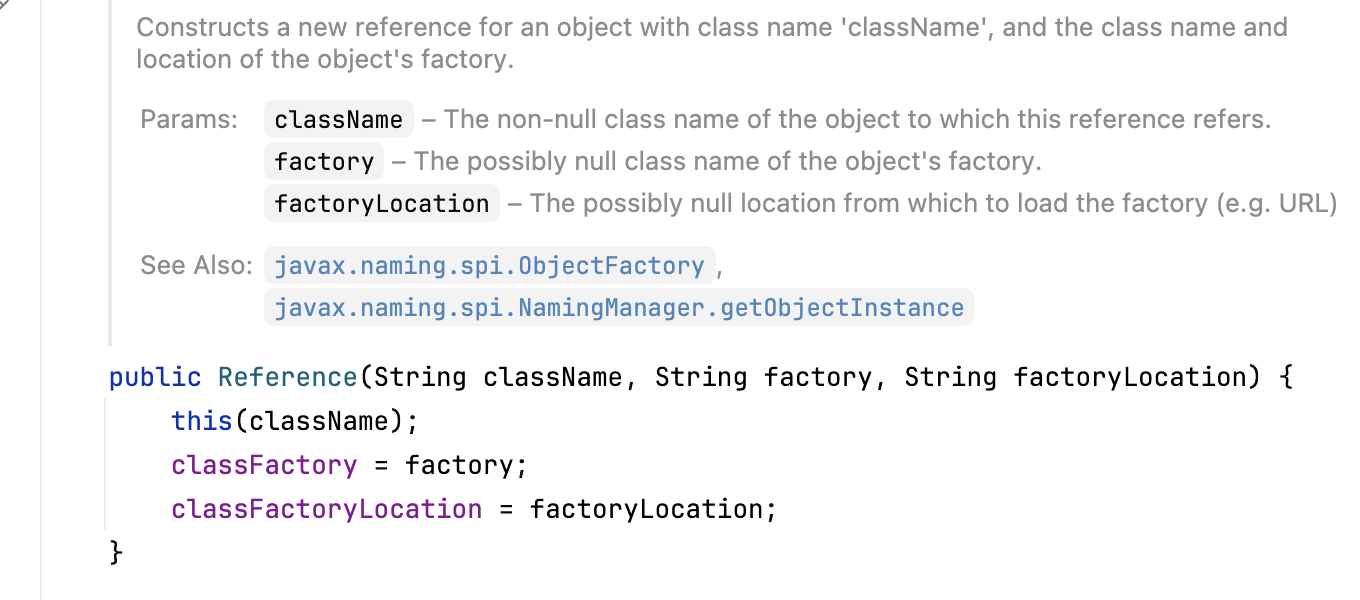 Constructs a new reference for an object with class name 'className', and the class name and
location of the object's factory.
Params: className – The non-null class name of the object to which this reference refers.
factory – The possibly null class name of the object's factory.
factoryLocation – The possibly null location from which to load the factory (e.g. URL)
See Also: javax.naming.spi.ObjectFactory,
javax.naming.spi.NamingManager.getObjectInstance
public Reference(String className, String factory, String factoryLocation) {
this(className);
classFactory = factory;
classFactoryLocation = factoryLocation;
}